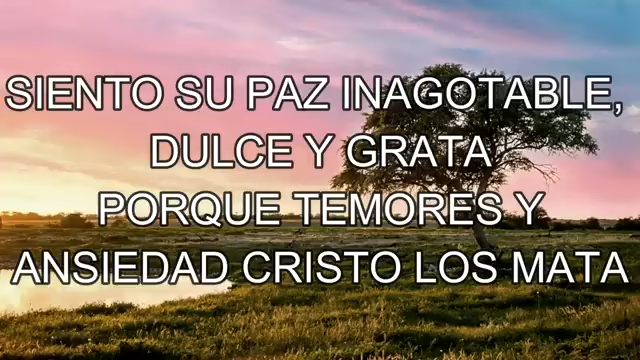 SIENTO SU PAZ INAGOTABLE,
DULCE Y GRATA
PORQUE TEMORES Y
ANSIEDAD CRISTO LOS MATA